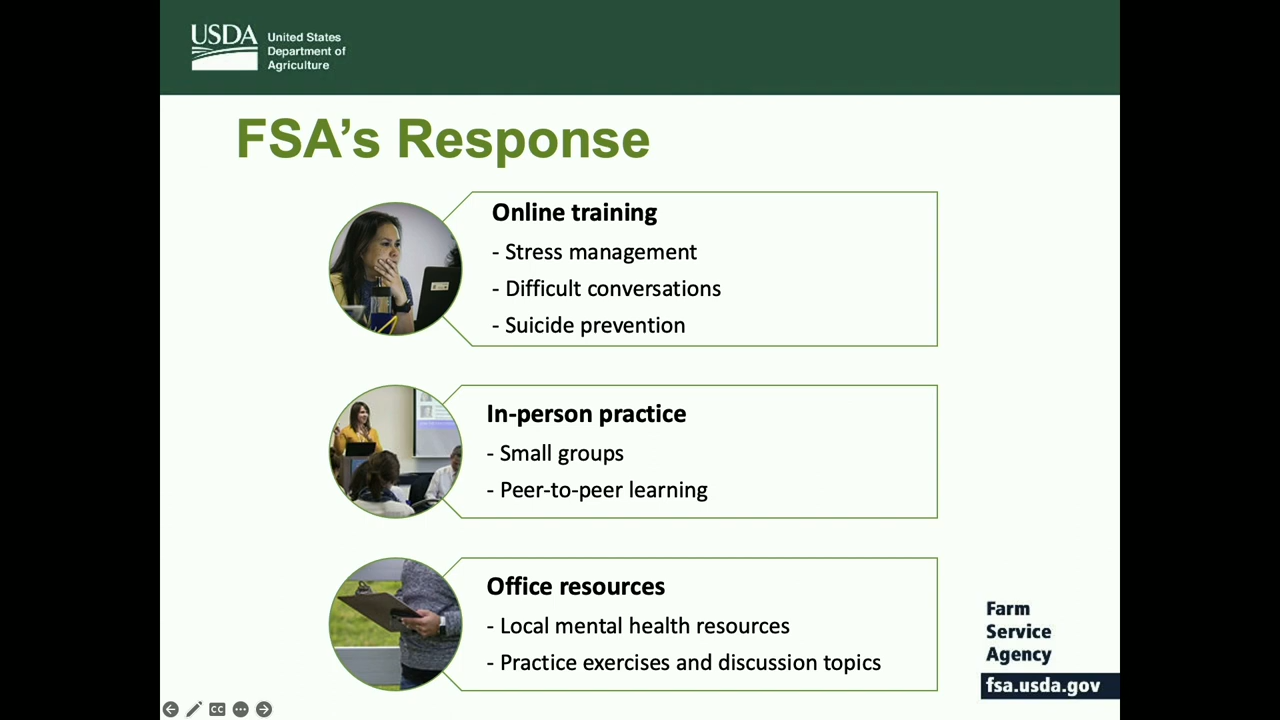 USDA
United States
Department of
Agriculture
FSA's Response
Online training
- Stress management
- Difficult conversations
- Suicide prevention
In-person practice
- Small groups
- Peer-to-peer learning
Office resources
- Local mental health resources
- Practice exercises and discussion topics
Farm
Service
Agency
fsa.usda.gov
CC